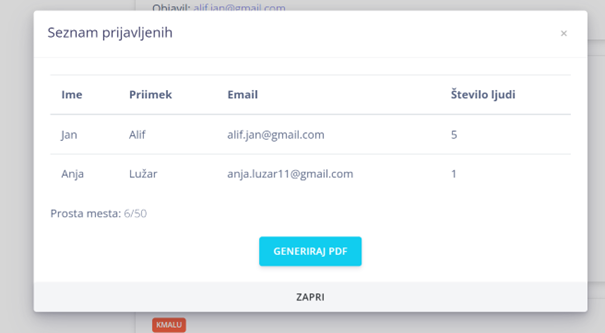 Objavil: alif.jan@gmail.com
Seznam prijavljenih ×
Ime Priimek Email Število ljudi
Jan Alif alif.jan@gmail.com 5
Anja Lužar anja.luzar11@gmail.com 1
Prosta mesta: 6/50
GENERIRAJ PDF
ZAPRI
KMALU